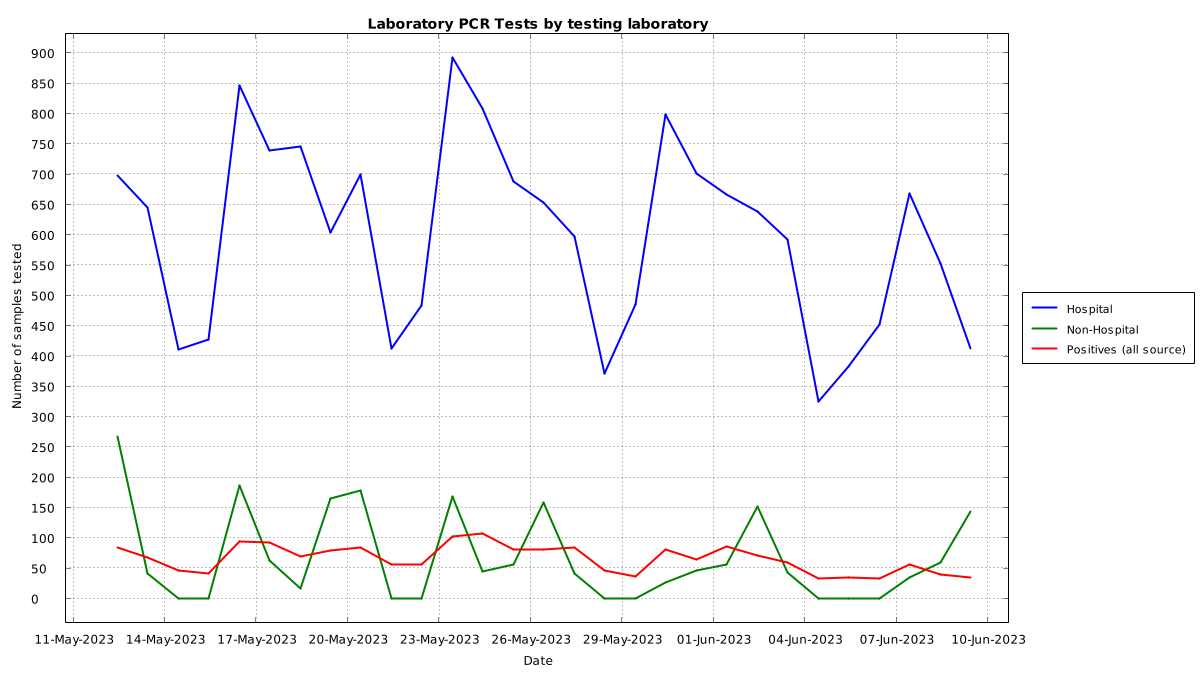 Laboratory PCR Tests by testing laboratory
900
850
800
750
700
650
600
550
500
450
400
350
300
250
200
150
100
50
0
Number of samples tested
11-May-2023 14-May-2023 17-May-2023 20-May-2023 23-May-2023 26-May-2023 29-May-2023 01-Jun-2023 04-Jun-2023 07-Jun-2023 10-Jun-2023
Date
Hospital
Non-Hospital
Positives (all source)